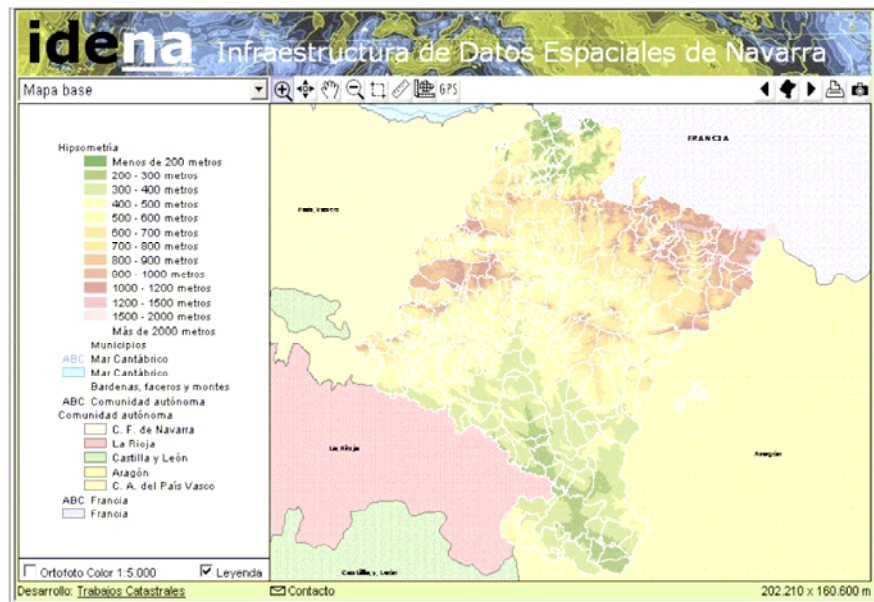 idena Infraestructura de Datos Espaciales de Navarra
Mapa base
GPS
Hipsometría
Menos de 200 metros
200 - 300 metros
300 - 400 metros
400 - 500 metros
500 - 600 metros
600 - 700 metros
700 - 800 metros
800 - 900 metros
900 - 1000 metros
1000 - 1200 metros
1200 - 1500 metros
1500 - 2000 metros
Más de 2000 metros
Municipios
ABC Mar Cantábrico
Mar Cantábrico
Bardenas, faceros y montes
ABC Comunidad autónoma
Comunidad autónoma
C. F. de Navarra
La Rioja
Castilla y León
Aragón
C. A. del País Vasco
ABC Francia
Francia
FRANCIA
País Vasco
La Rioja
Aragón
Castilla y León
Ortofoto Color 1:5.000
Leyenda
Desarrollo: Trabajos Catastrales
Contacto
202.210 x 160.600 m